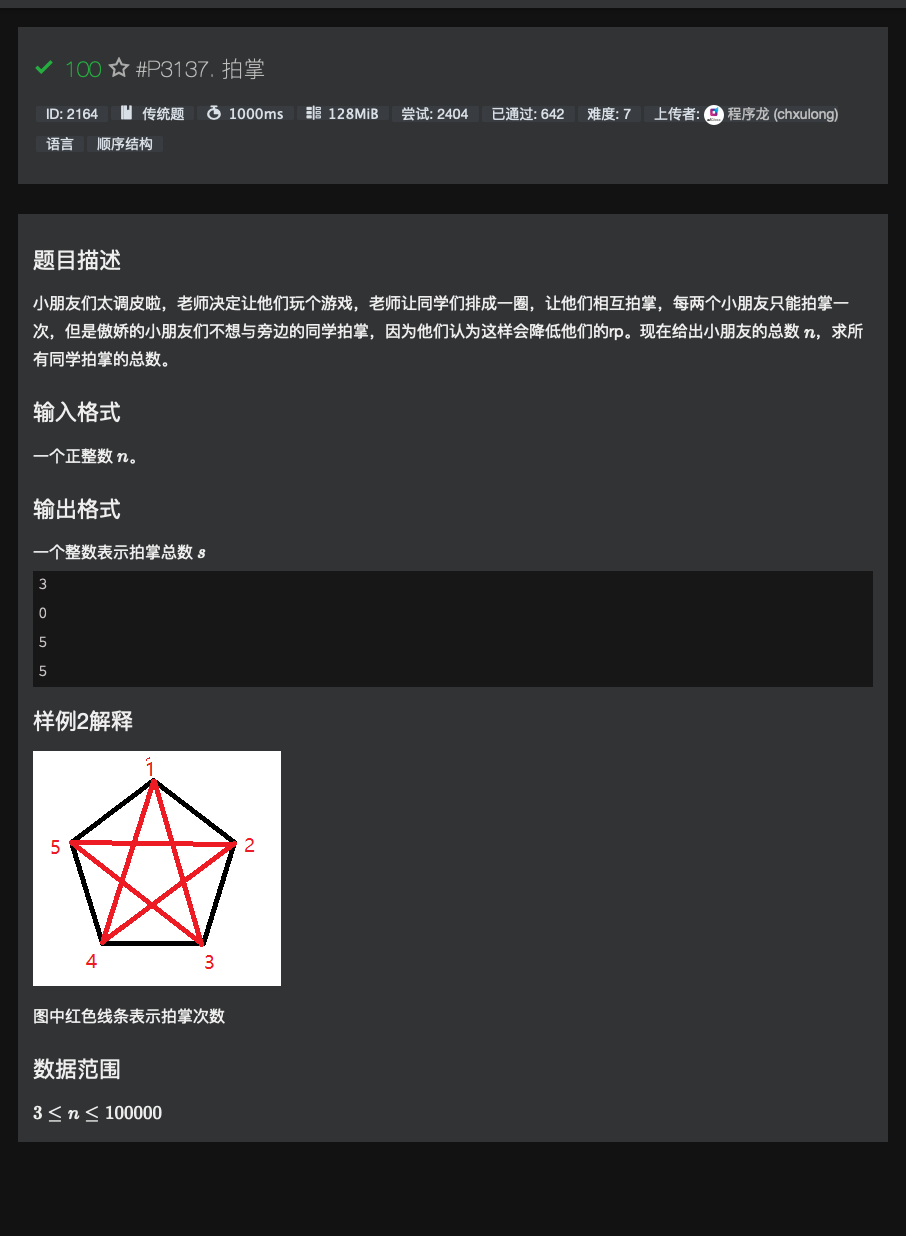 100 #P3137. 拍掌
ID: 2164 传统题 1000ms 128MiB 尝试: 2404 已通过: 642 难度: 7 上传者: 程序龙 (chxulong)
语言 顺序结构
题目描述
小朋友们太调皮啦，老师决定让他们玩个游戏，老师让同学们排成一圈，让他们相互拍掌，每两个小朋友只能拍掌一
次，但是傲娇的小朋友们不想与旁边的同学拍掌，因为他们认为这样会降低他们的rp。现在给出小朋友的总数 n，求所
有同学拍掌的总数。
输入格式
一个正整数 n。
输出格式
一个整数表示拍掌总数 s
3
0
5
5
样例2解释
1
5 2
4 3
图中红色线条表示拍掌次数
数据范围
3 ≤ n ≤ 100000